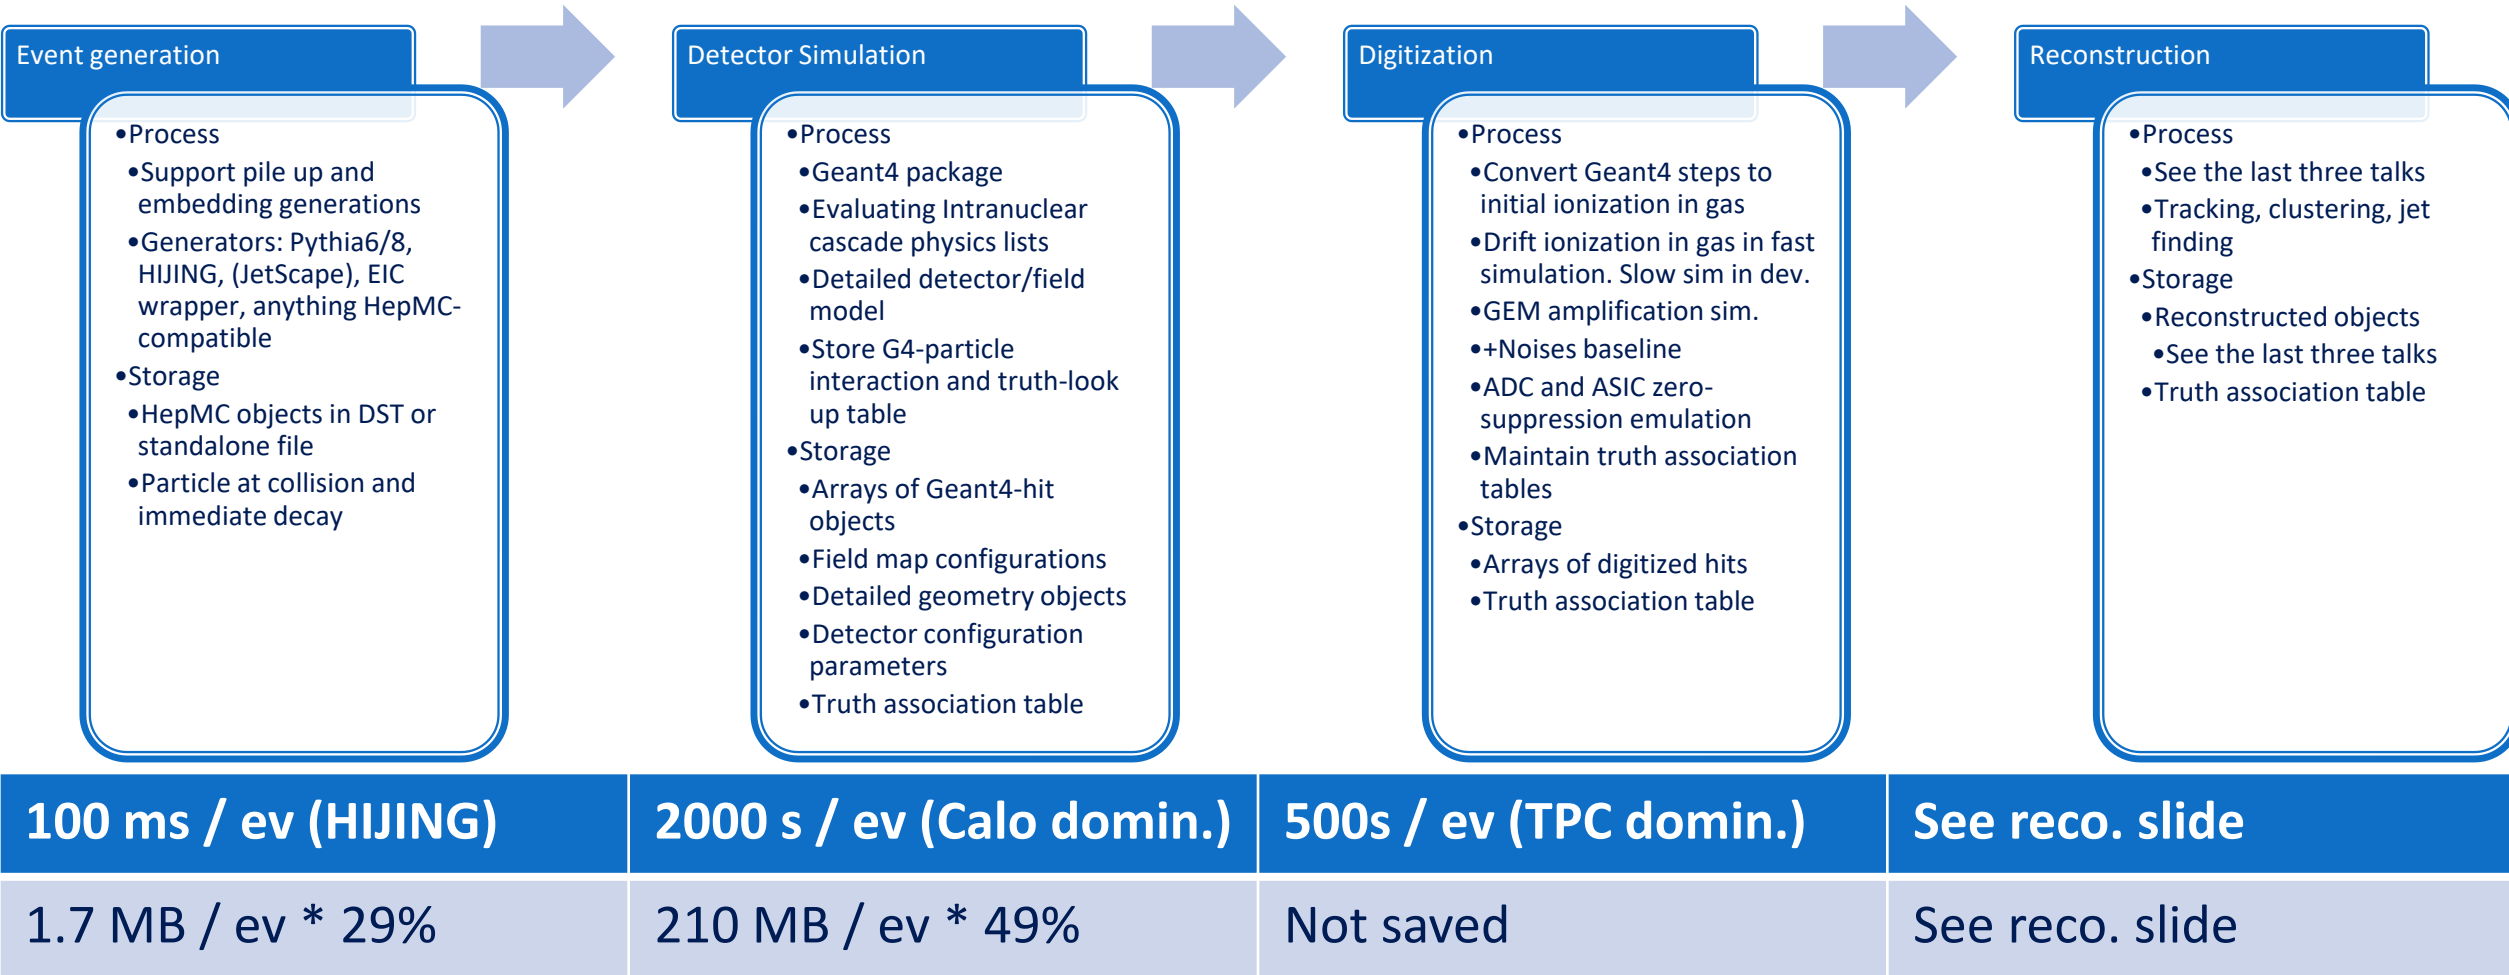 Event generation
•Process
•Support pile up and
embedding generations
•Generators: Pythia6/8,
HIJING, (JetScape), EIC
wrapper, anything HepMC-
compatible
•Storage
•HepMC objects in DST or
standalone file
•Particle at collision and
immediate decay
Detector Simulation
•Process
•Geant4 package
•Evaluating Intranuclear
cascade physics lists
•Detailed detector/field
model
•Store G4-particle
interaction and truth-look
up table
•Storage
•Arrays of Geant4-hit
objects
•Field map configurations
•Detailed geometry objects
•Detector configuration
parameters
•Truth association table
Digitization
•Process
•Convert Geant4 steps to
initial ionization in gas
•Drift ionization in gas in fast
simulation. Slow sim in dev.
•GEM amplification sim.
•+Noises baseline
•ADC and ASIC zero-
suppression emulation
•Maintain truth association
tables
•Storage
•Arrays of digitized hits
•Truth association table
Reconstruction
•Process
•See the last three talks
•Tracking, clustering, jet
finding
•Storage
•Reconstructed objects
•See the last three talks
•Truth association table
100 ms / ev (HIJING)
2000 s / ev (Calo domin.)
500s / ev (TPC domin.)
See reco. slide
1.7 MB / ev * 29%
210 MB / ev * 49%
Not saved
See reco. slide